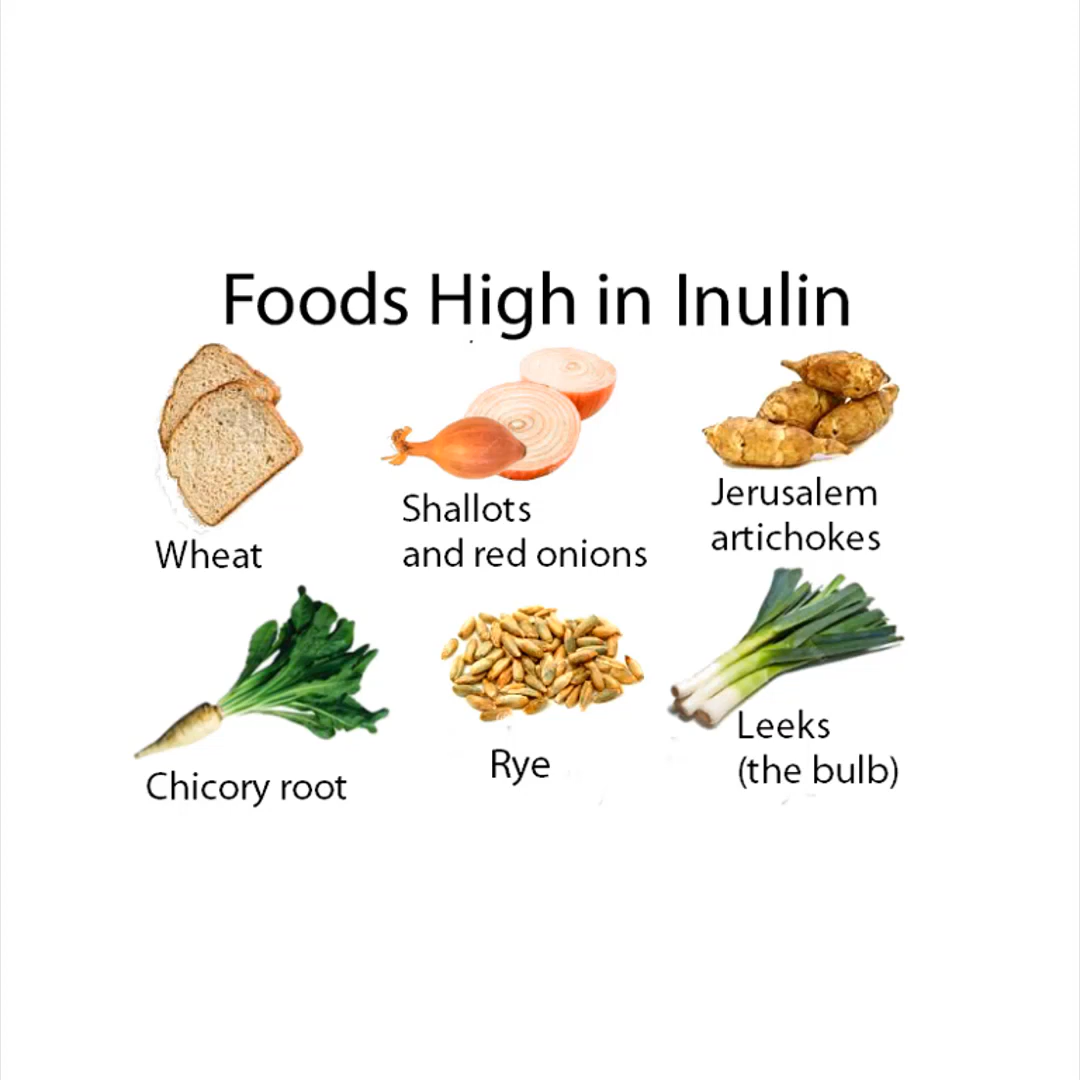 Foods High in Inulin
Wheat
Shallots
and red onions
Jerusalem
artichokes
Chicory root
Rye
Leeks
(the bulb)